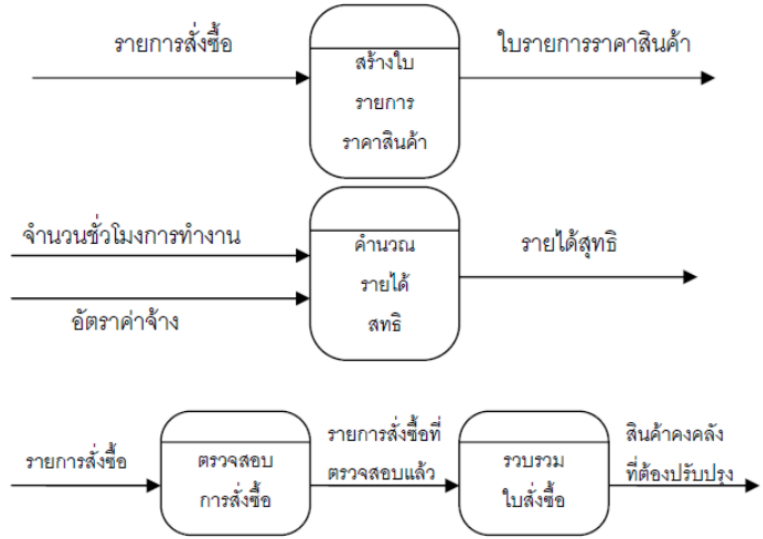 รายการสั่งซื้อ
สร้างใบ
รายการ
ราคาสินค้า
ใบรายการราคาสินค้า
จำนวนชั่วโมงการทำงาน
อัตราค่าจ้าง
คำนวณ
รายได้
สทธิ
รายได้สุทธิ
รายการสั่งซื้อ
ตรวจสอบ
การสั่งซื้อ
รายการสั่งซื้อที่
ตรวจสอบแล้ว
รวบรวม
ใบสั่งซื้อ
สินค้าคงคลัง
ที่ต้องปรับปรุง